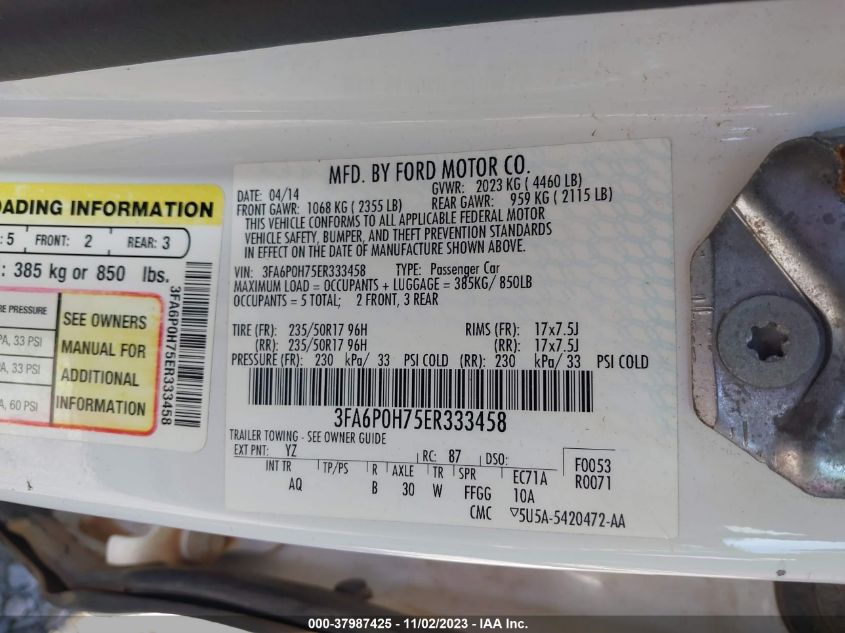 OADING INFORMATION
: 5 FRONT: 2 REAR: 3
: 385 kg or 850 lbs.
RE PRESSURE
PA, 33 PSI
A, 33 PSI
A, 60 PSI
SEE OWNERS
MANUAL FOR
ADDITIONAL
INFORMATION
3FA6P0H75ER333458
MFD. BY FORD MOTOR CO.
DATE: 04/14 GVWR: 2023 KG ( 4460 LB)
FRONT GAWR: 1068 KG ( 2355 LB) REAR GAWR: 959 KG ( 2115 LB)
THIS VEHICLE CONFORMS TO ALL APPLICABLE FEDERAL MOTOR
VEHICLE SAFETY, BUMPER, AND THEFT PREVENTION STANDARDS
IN EFFECT ON THE DATE OF MANUFACTURE SHOWN ABOVE.
VIN: 3FA6P0H75ER333458 TYPE: Passenger Car
MAXIMUM LOAD = OCCUPANTS + LUGGAGE = 385KG/ 850LB
OCCUPANTS = 5 TOTAL; 2 FRONT, 3 REAR
TIRE (FR): 235/50R17 96H RIMS (FR): 17x7.5J
(RR): 235/50R17 96H (RR): 17x7.5J
PRESSURE (FR): 230 kPa/ 33 PSI COLD (RR): 230 kPa/ 33 PSI COLD
3FA6P0H75ER333458
TRAILER TOWING - SEE OWNER GUIDE
EXT PNT: YZ RC: 87 DSO: F0053
INT TR TP/PS R AXLE TR SPR EC71A R0071
AQ B 30 W FFGG 10A
CMC ▽5U5A-5420472-AA
000-37987425 - 11/02/2023 - IAA Inc.